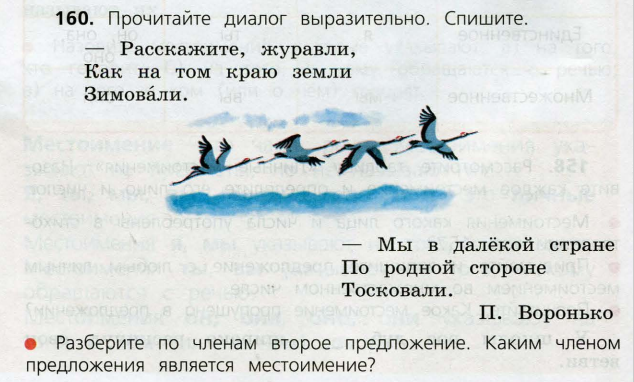 160. Прочитайте диалог выразительно. Спишите.
— Расскажите, журавли,
Как на том краю земли
Зимова́ли.
— Мы в далёкой стране
По родной стороне
Тосковали.
П. Воронько
● Разберите по членам второе предложение. Каким членом
предложения является местоимение?